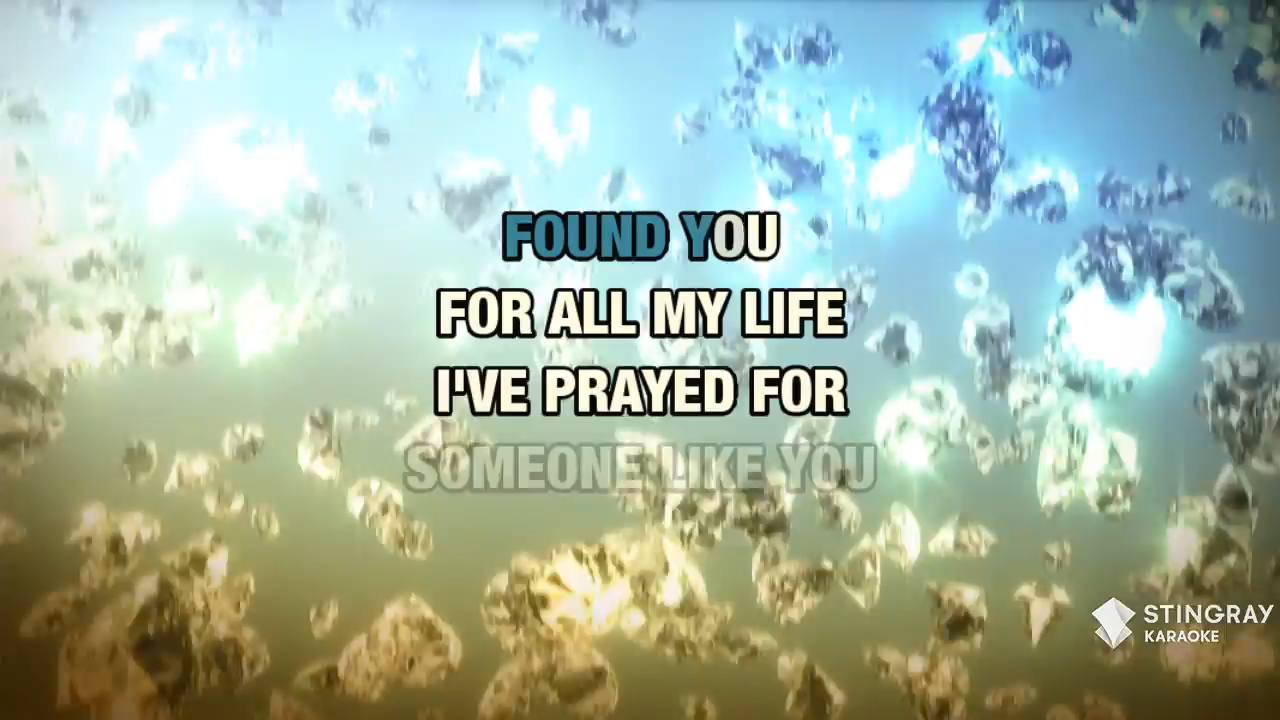 FOUND YOU
FOR ALL MY LIFE
I'VE PRAYED FOR
SOMEONE LIKE YOU
STINGRAY
KARAOKE